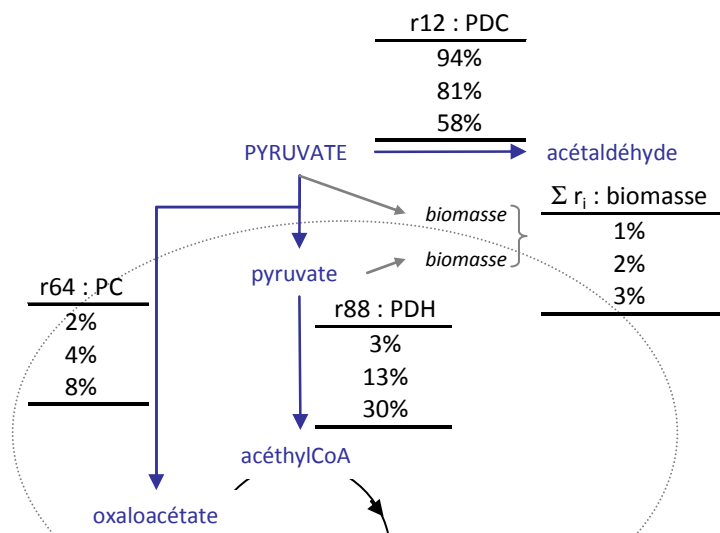 r12 : PDC
94%
81%
58%
PYRUVATE
acétaldéhyde
Σ ri : biomasse
1%
2%
3%
biomasse
biomasse
pyruvate
r64 : PC
2%
4%
8%
r88 : PDH
3%
13%
30%
acéthylCoA
oxaloacétate